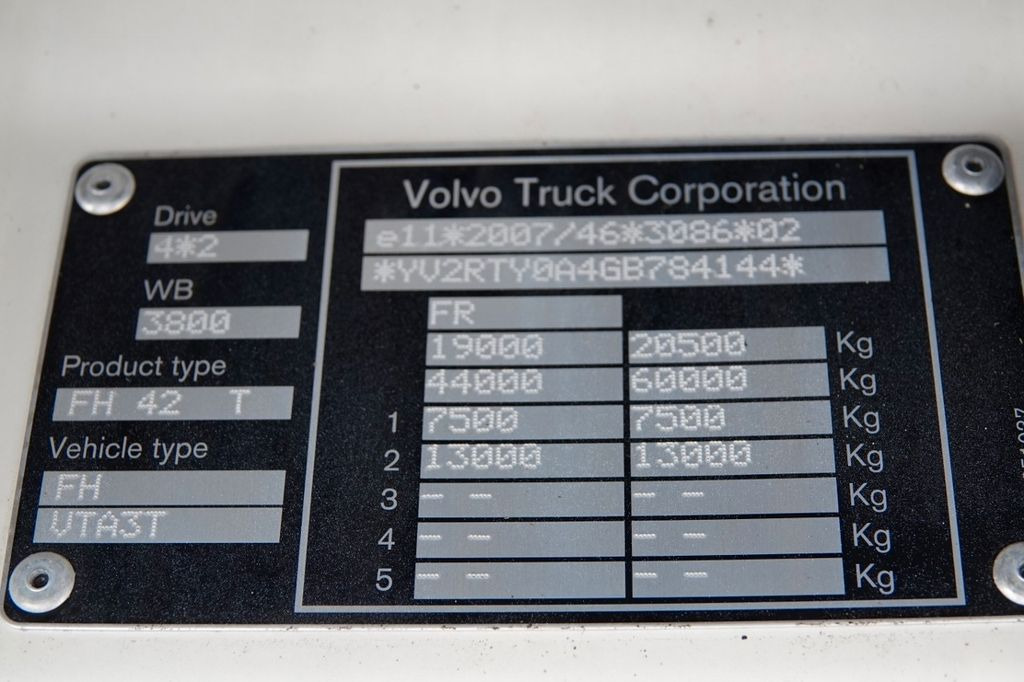 Drive
4*2
WB
3800
Product type
FH 42 T
Vehicle type
FH
VTA3T
Volvo Truck Corporation
e11*2007/46*3086*02
*YV2RTY0A4GB784144*
FR
19000 20500 Kg
44000 60000 Kg
1 7500 7500 Kg
2 13000 13000 Kg
3 - - - - Kg
4 - - - - Kg
5 - - - - Kg